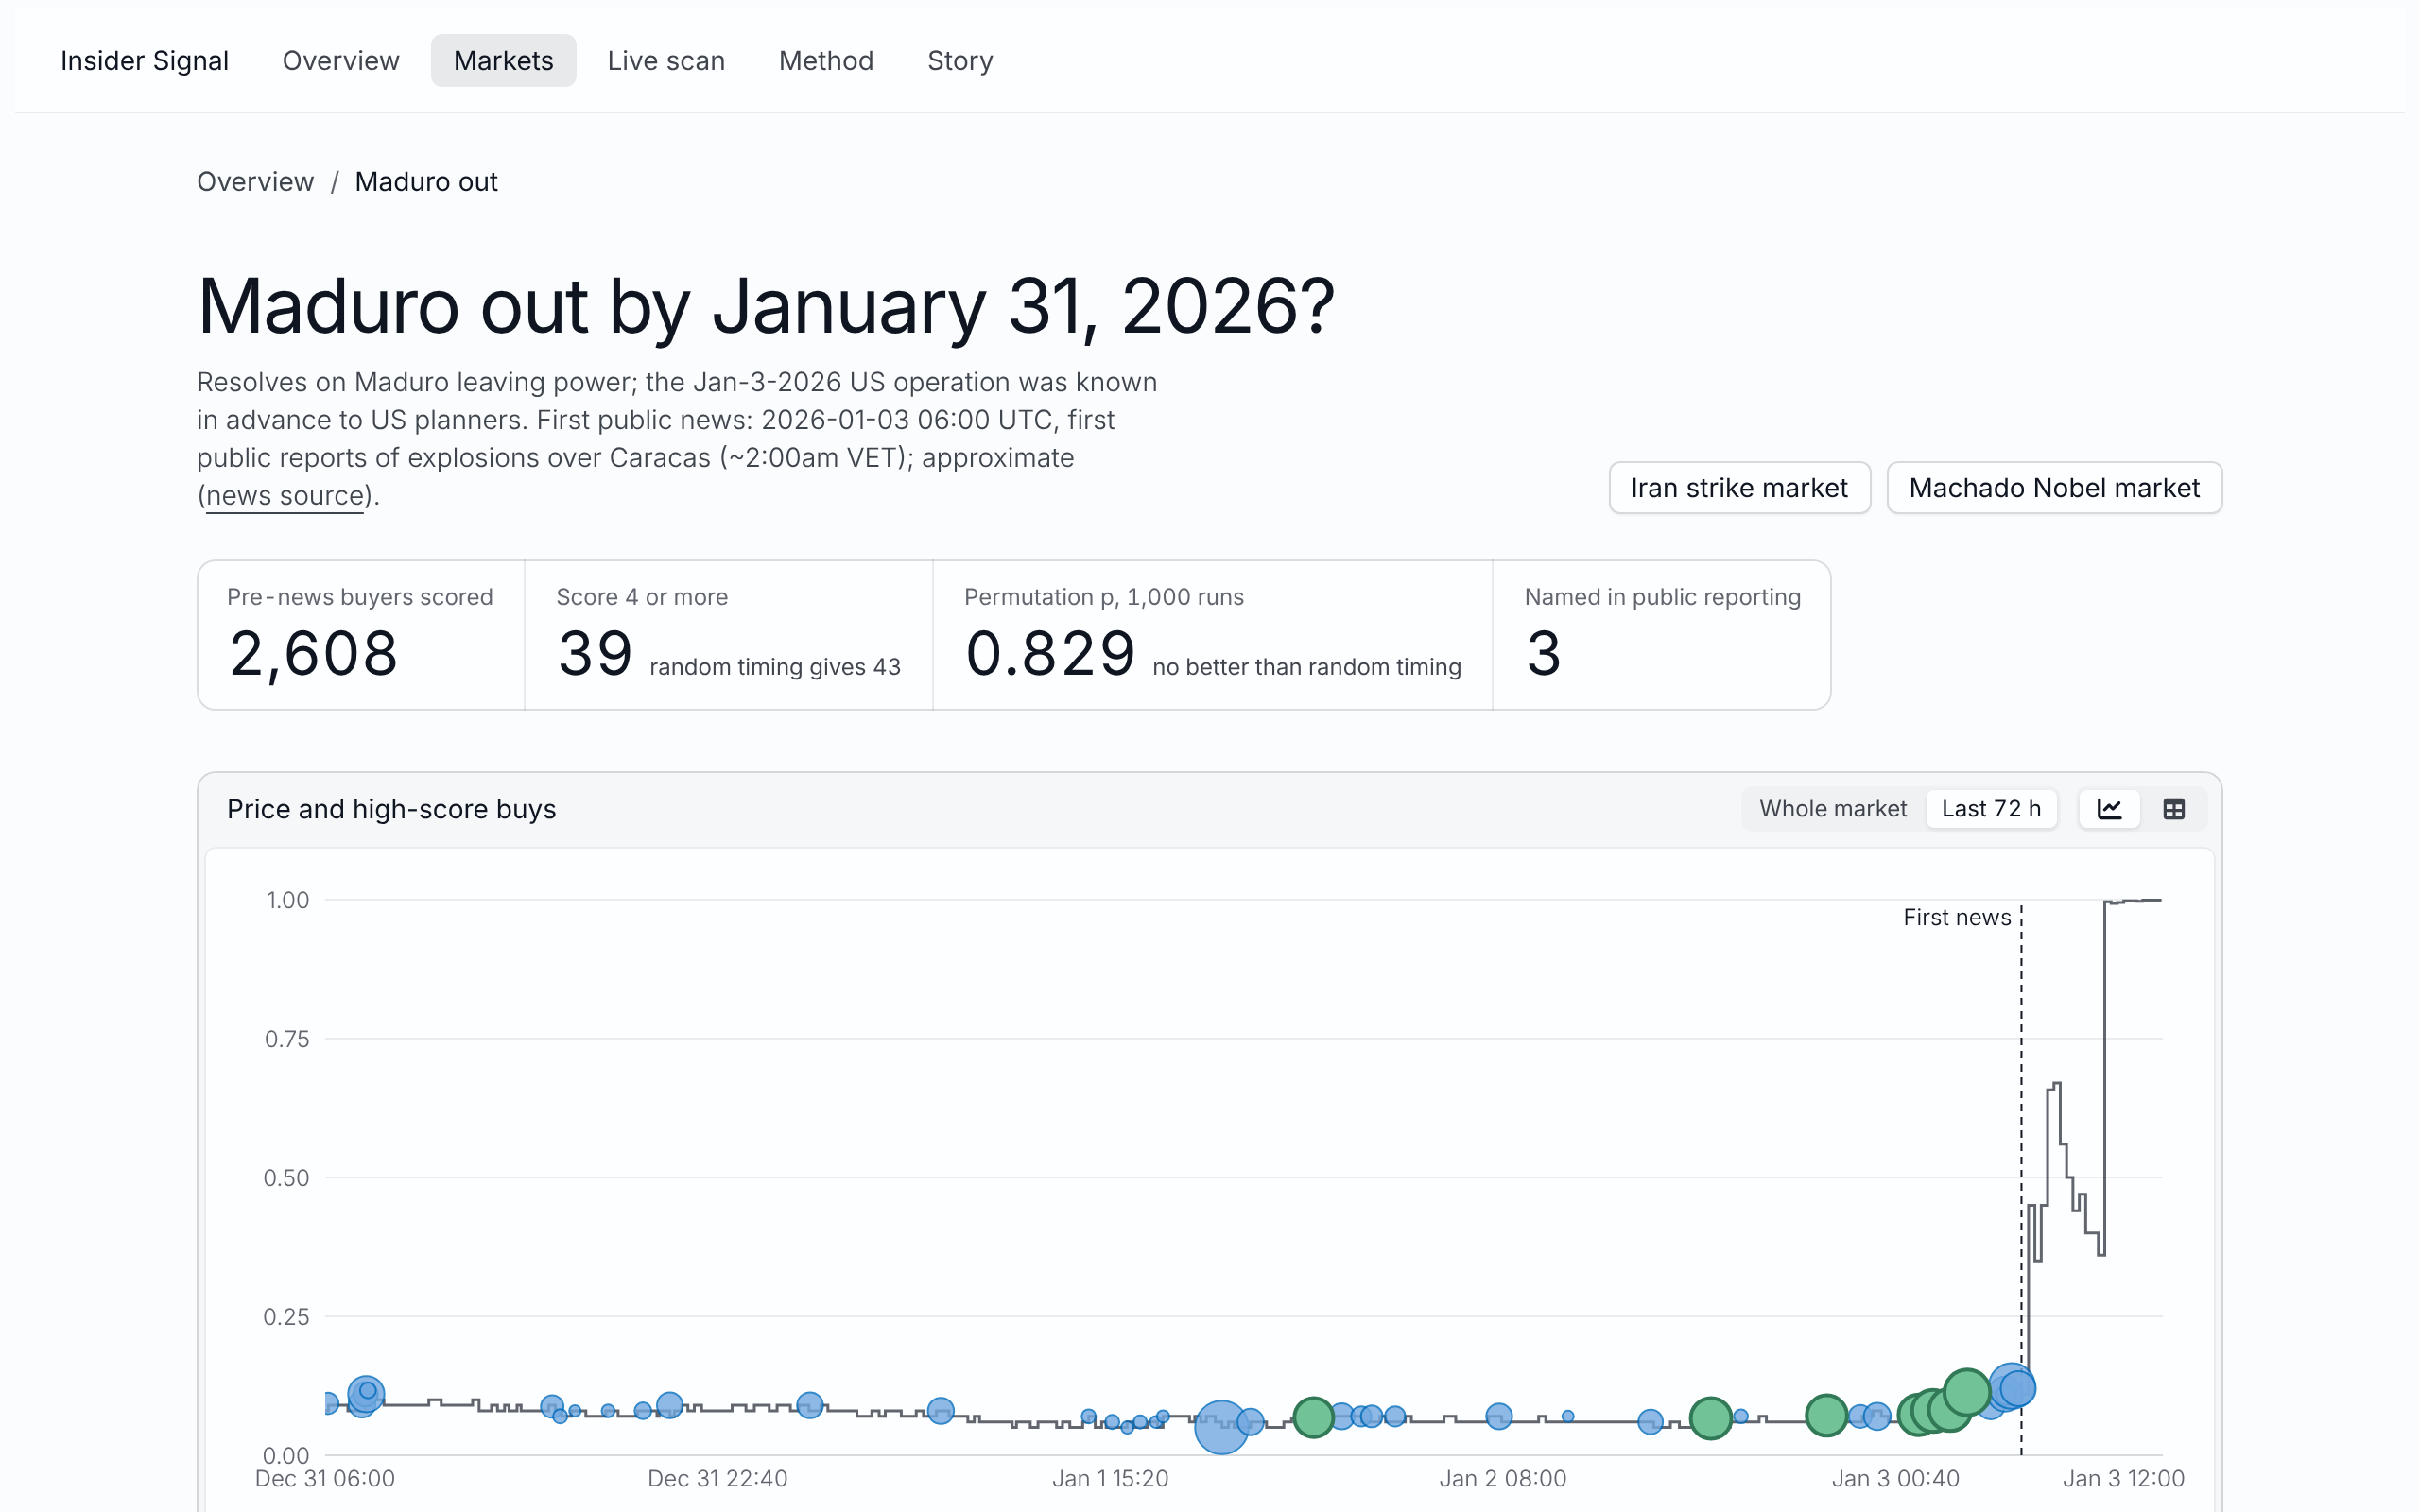 Insider Signal Overview Markets Live scan Method Story
Overview / Maduro out
Maduro out by January 31, 2026?
Resolves on Maduro leaving power; the Jan-3-2026 US operation was known
in advance to US planners. First public news: 2026-01-03 06:00 UTC, first
public reports of explosions over Caracas (~2:00am VET); approximate
(news source).
Iran strike market Machado Nobel market
Pre-news buyers scored
2,608
Score 4 or more
39 random timing gives 43
Permutation p, 1,000 runs
0.829 no better than random timing
Named in public reporting
3
Price and high-score buys
Whole market Last 72 h
1.00
First news
0.75
0.50
0.25
0.00
Dec 31 06:00 Dec 31 22:40 Jan 1 15:20 Jan 2 08:00 Jan 3 00:40 Jan 3 12:00